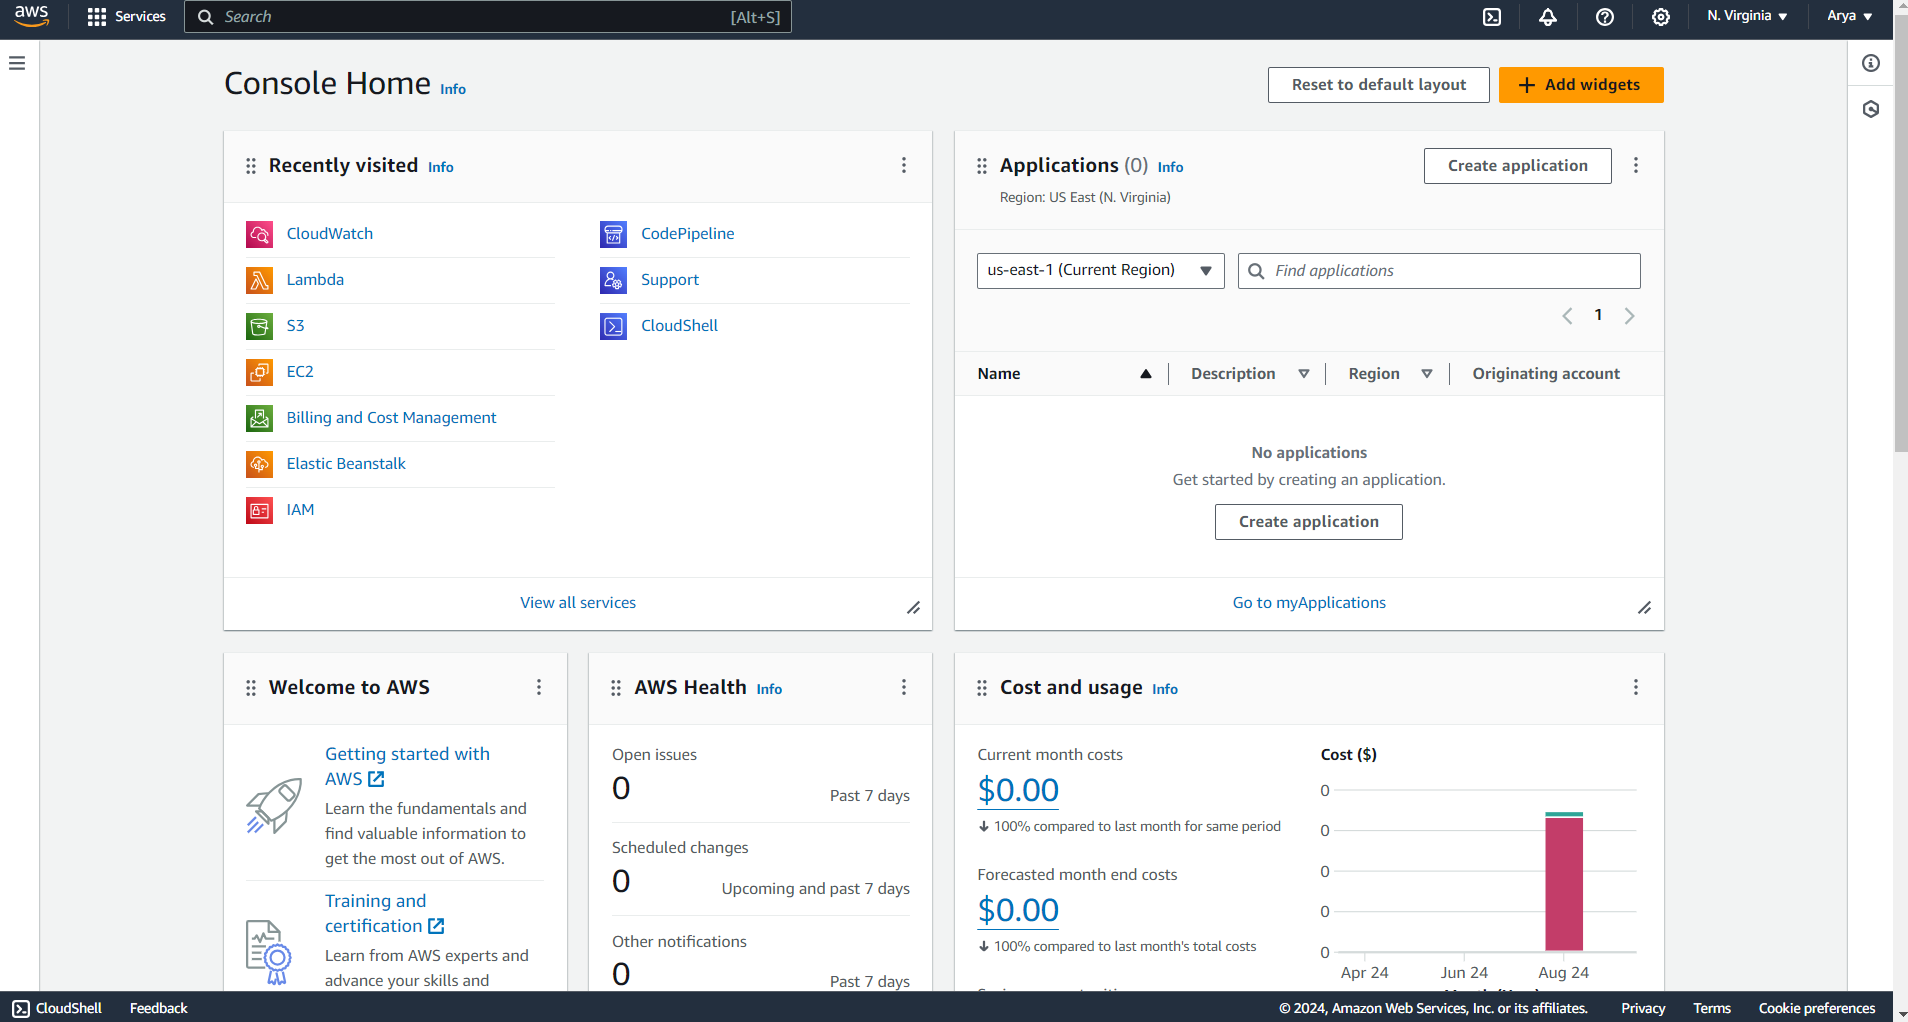 aws
Services
Search
[Alt+S]
N. Virginia
Arya
Console Home Info
Reset to default layout
Add widgets
Recently visited Info
CloudWatch
Lambda
S3
EC2
Billing and Cost Management
Elastic Beanstalk
IAM
CodePipeline
Support
CloudShell
View all services
Applications (0) Info
Region: US East (N. Virginia)
Create application
us-east-1 (Current Region)
Find applications
1
Name
Description
Region
Originating account
No applications
Get started by creating an application.
Create application
Go to myApplications
Welcome to AWS
Getting started with
AWS
Learn the fundamentals and
find valuable information to
get the most out of AWS.
Training and
certification
Learn from AWS experts and
advance your skills and
AWS Health Info
Open issues
0
Past 7 days
Scheduled changes
0
Upcoming and past 7 days
Other notifications
0
Past 7 days
Cost and usage Info
Current month costs
$0.00
100% compared to last month for same period
Forecasted month end costs
$0.00
100% compared to last month's total costs
Cost ($)
0
0
0
0
0
Apr 24
Jun 24
Aug 24
CloudShell
Feedback
© 2024, Amazon Web Services, Inc. or its affiliates.
Privacy
Terms
Cookie preferences